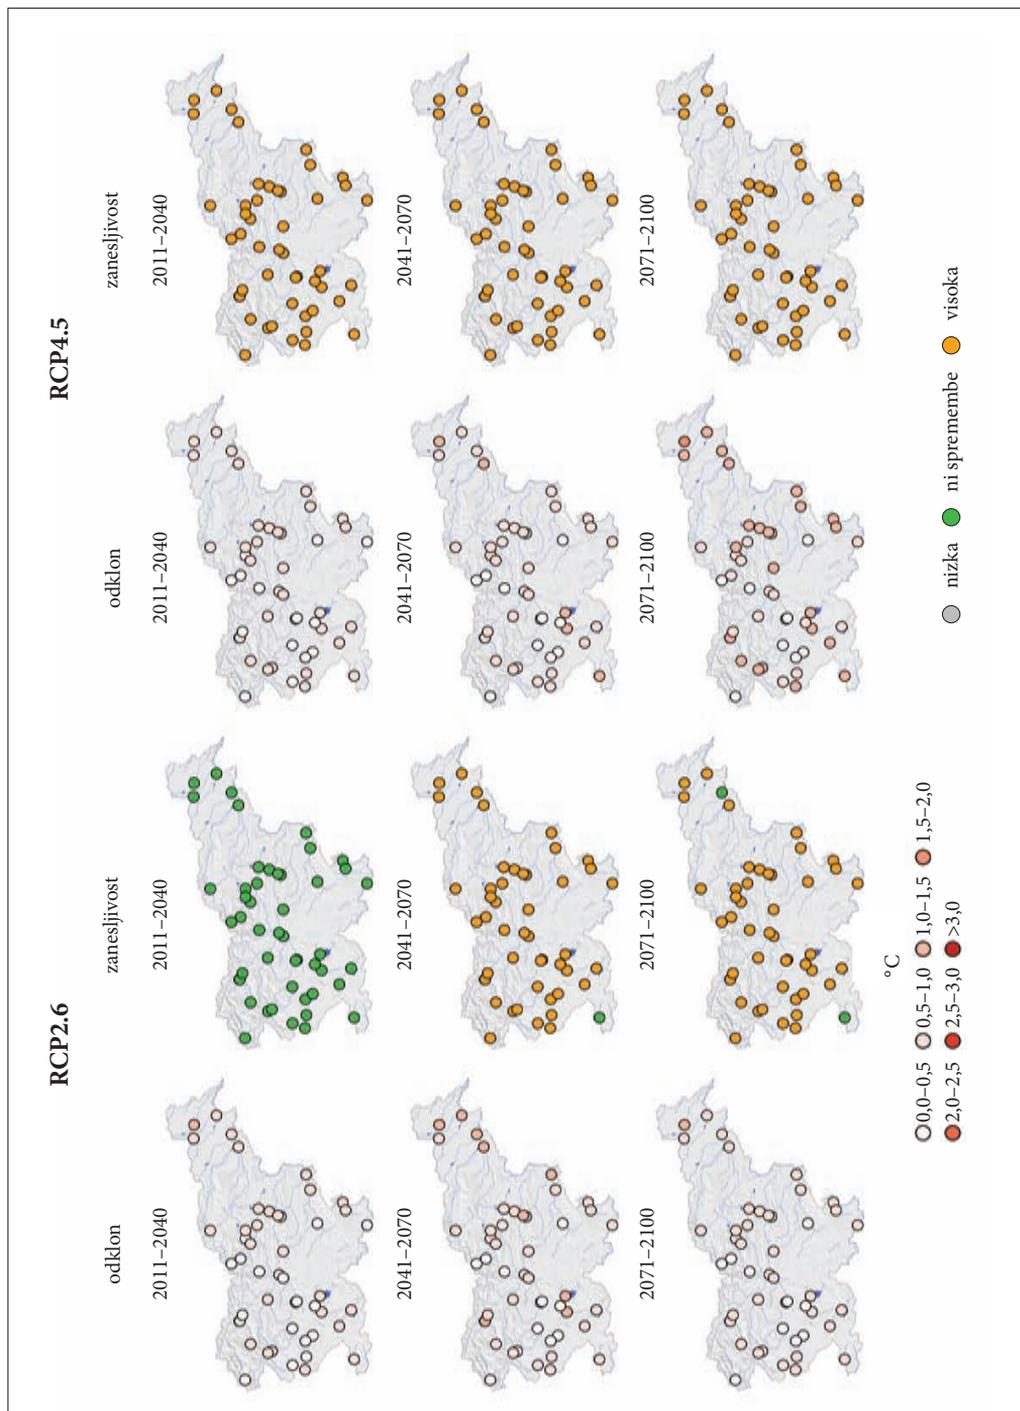 RCP2.6
RCP4.5
odklon
zanesljivost
odklon
zanesljivost
2011–2040
2011–2040
2011–2040
2011–2040
2041–2070
2041–2070
2041–2070
2041–2070
2071–2100
2071–2100
2071–2100
2071–2100
°C
0,0–0,5 0,5–1,0 1,0–1,5 1,5–2,0
2,0–2,5 2,5–3,0 >3,0
nizka ni spremembe visoka